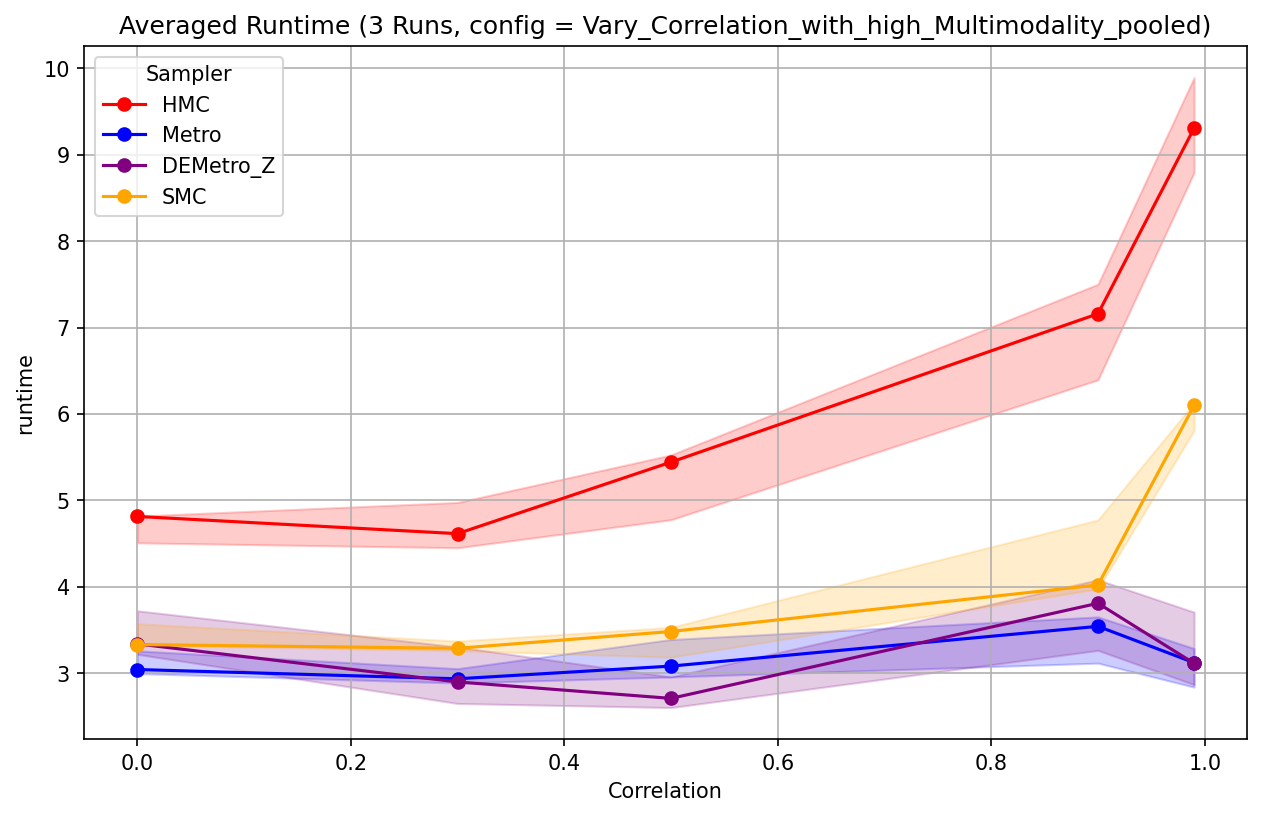 Averaged Runtime (3 Runs, config = Vary_Correlation_with_high_Multimodality_pooled)
Sampler
HMC
Metro
DEMetro_Z
SMC
10
9
8
7
6
5
4
3
runtime
0.0 0.2 0.4 0.6 0.8 1.0
Correlation